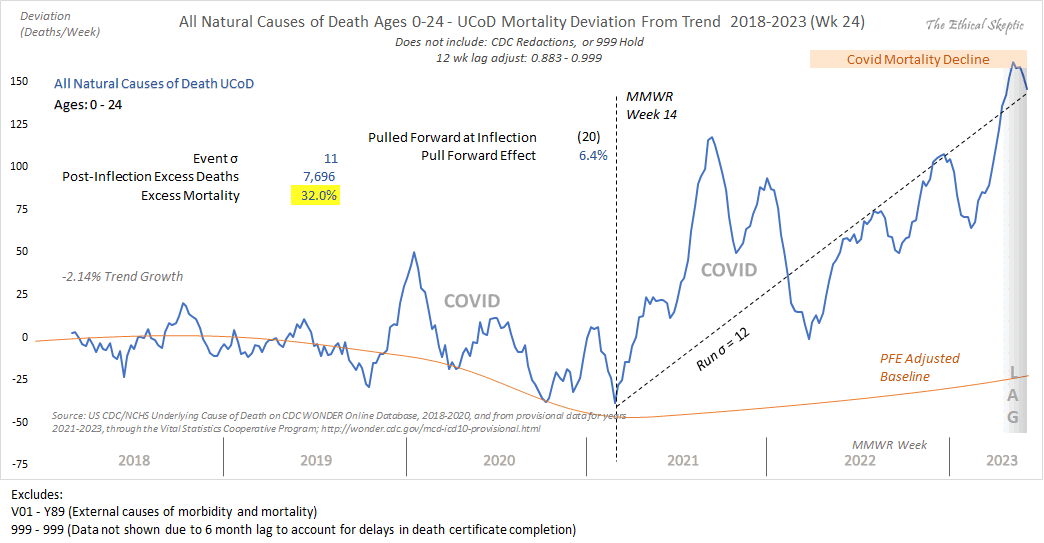 Deviation
(Deaths/Week)
All Natural Causes of Death Ages 0-24 - UCoD Mortality Deviation From Trend 2018-2023 (Wk 24)
The Ethical Skeptic
Does not include: CDC Redactions, or 999 Hold
12 wk lag adjust: 0.883 - 0.999
Covid Mortality Decline
All Natural Causes of Death UCoD
Ages: 0 - 24
MMWR
Week 14
Pulled Forward at Inflection (20)
Pull Forward Effect 6.4%
Event σ 11
Post-Inflection Excess Deaths 7,696
Excess Mortality 32.0%
150
125
100
75
50
25
0
-25
-50
-75
-2.14% Trend Growth
COVID
COVID
Run σ = 12
PFE Adjusted
Baseline
L
A
G
Source: US CDC/NCHS Underlying Cause of Death on CDC WONDER Online Database, 2018-2020, and from provisional data for years
2021-2023, through the Vital Statistics Cooperative Program; http://wonder.cdc.gov/mcd-icd10-provisional.html
MMWR Week
2018 2019 2020 2021 2022 2023
Excludes:
V01 - Y89 (External causes of morbidity and mortality)
999 - 999 (Data not shown due to 6 month lag to account for delays in death certificate completion)